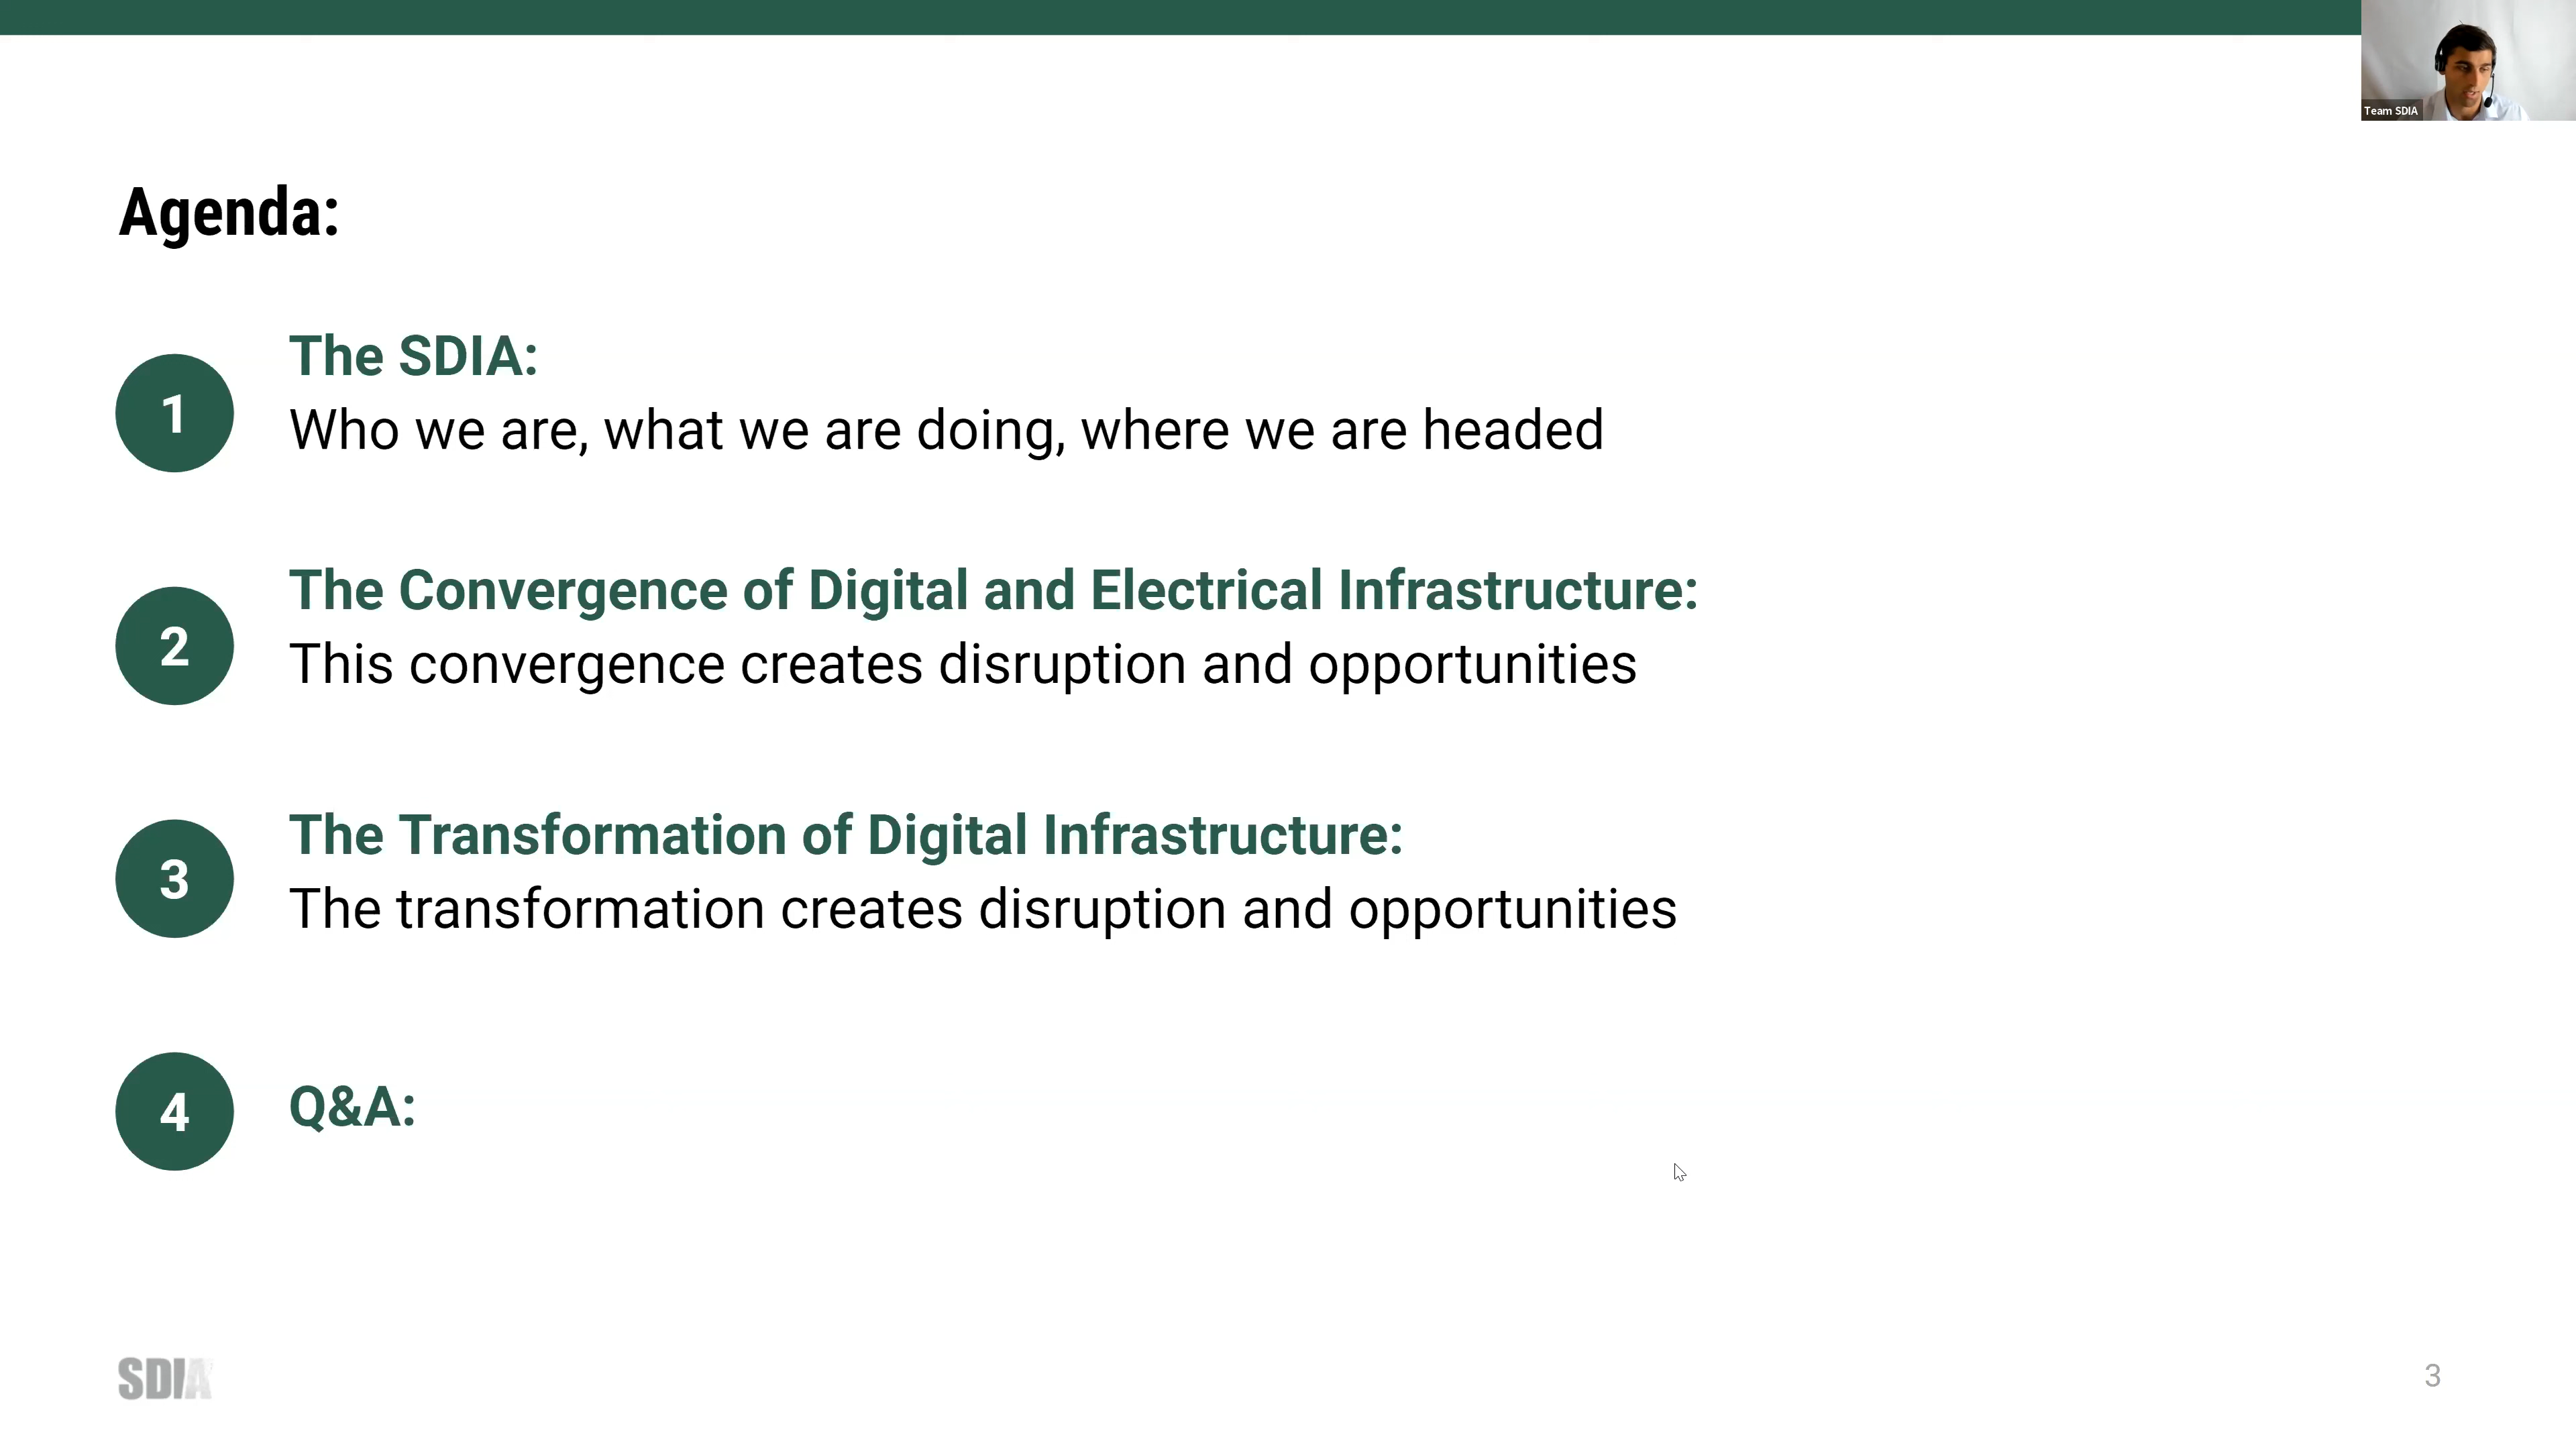 Team SDIA
Agenda:
1
The SDIA:
Who we are, what we are doing, where we are headed
2
The Convergence of Digital and Electrical Infrastructure:
This convergence creates disruption and opportunities
3
The Transformation of Digital Infrastructure:
The transformation creates disruption and opportunities
4
Q&A:
SDIA
3